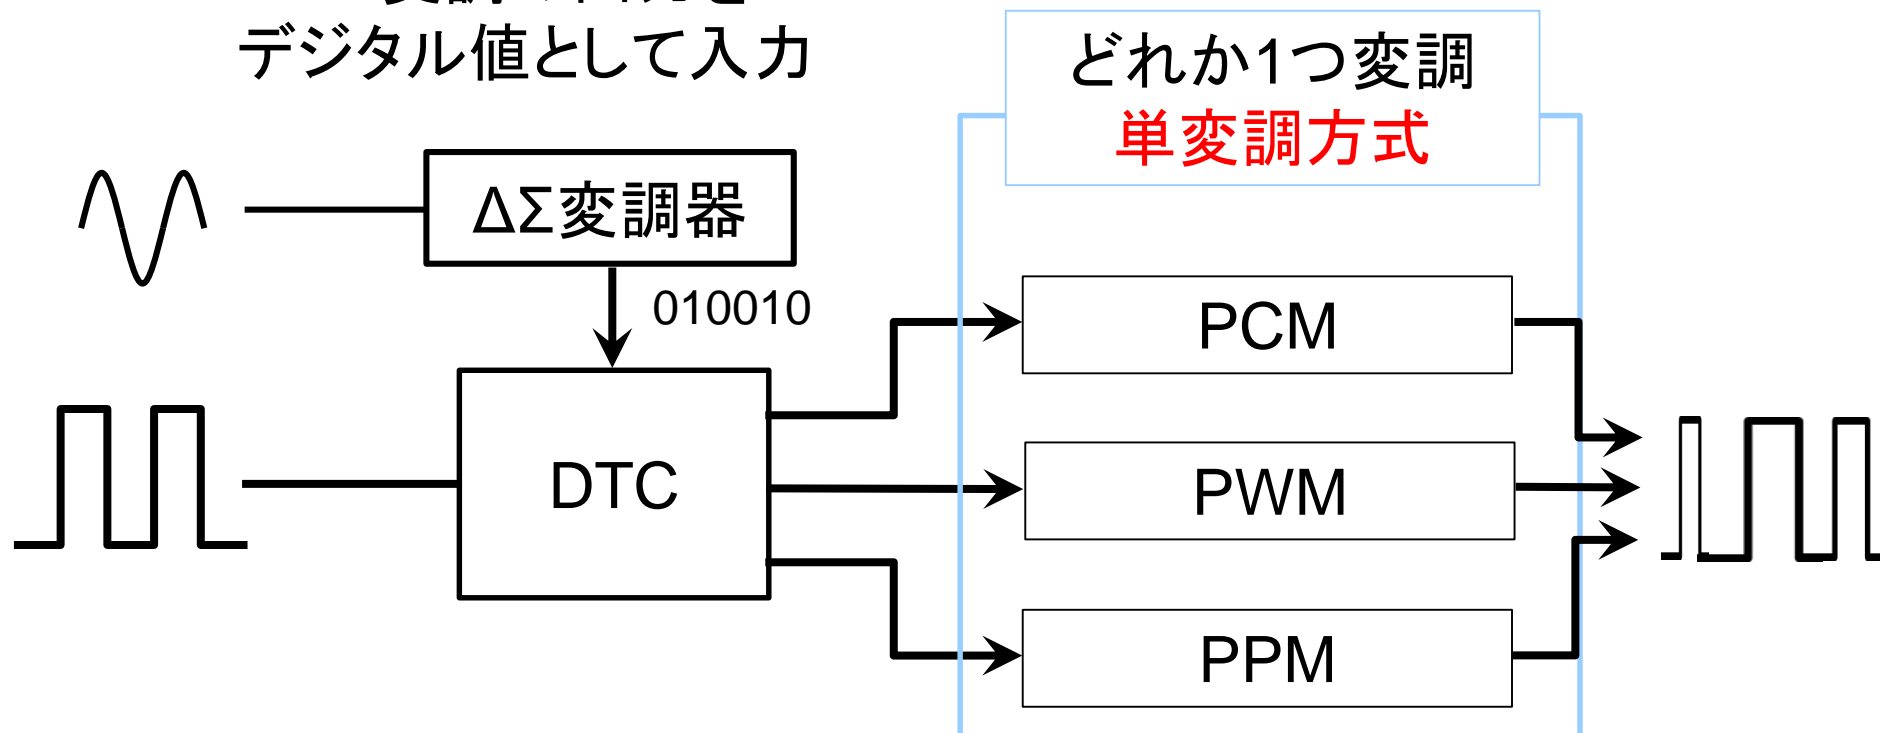 デジタル値として入力
どれか1つ変調
単変調方式
ΔΣ変調器
010010
PCM
DTC
PWM
PPM